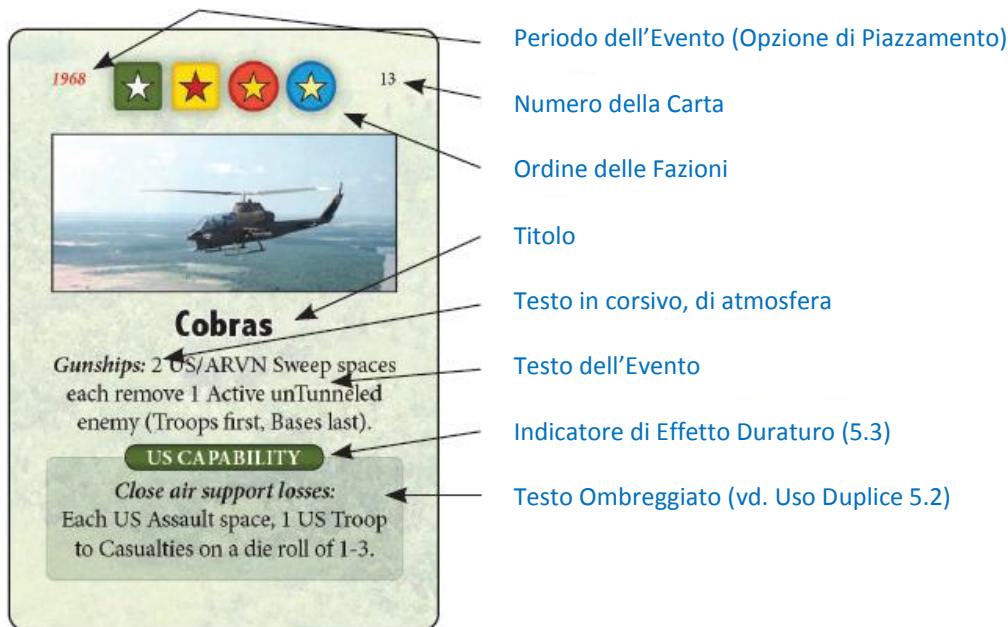 Periodo dell’Evento (Opzione di Piazzamento)
1968
13
Numero della Carta
Ordine delle Fazioni
Titolo
Cobras
Testo in corsivo, di atmosfera
Gunships: 2 US/ARVN Sweep spaces
each remove 1 Active unTunneled
enemy (Troops first, Bases last).
Testo dell’Evento
Indicatore di Effetto Duraturo (5.3)
US CAPABILITY
Testo Ombreggiato (vd. Uso Duplice 5.2)
Close air support losses:
Each US Assault space, 1 US Troop
to Casualties on a die roll of 1-3.